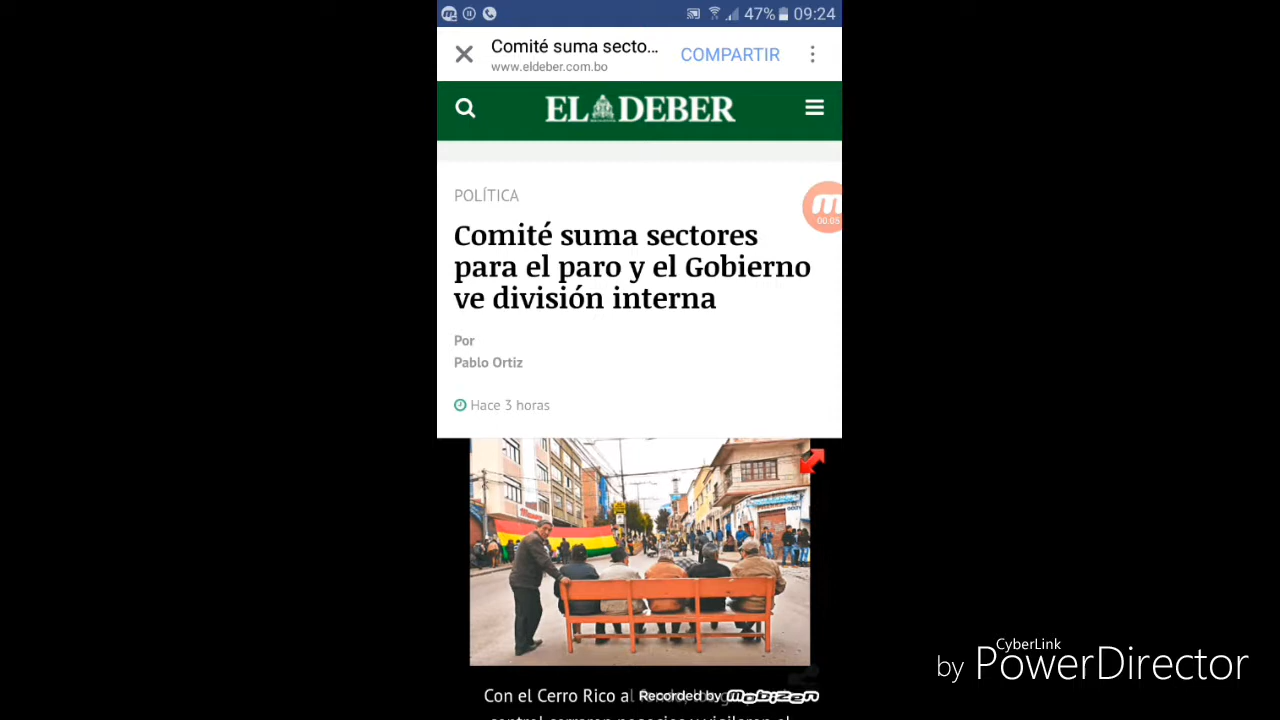 47% 09:24
Comité suma secto...
www.eldeber.com.bo
COMPARTIR
EL DEBER
POLÍTICA
00:05
Comité suma sectores
para el paro y el Gobierno
ve división interna
Por
Pablo Ortiz
Hace 3 horas
Con el Cerro Rico al
Recorded by Mobizen
CyberLink
by PowerDirector